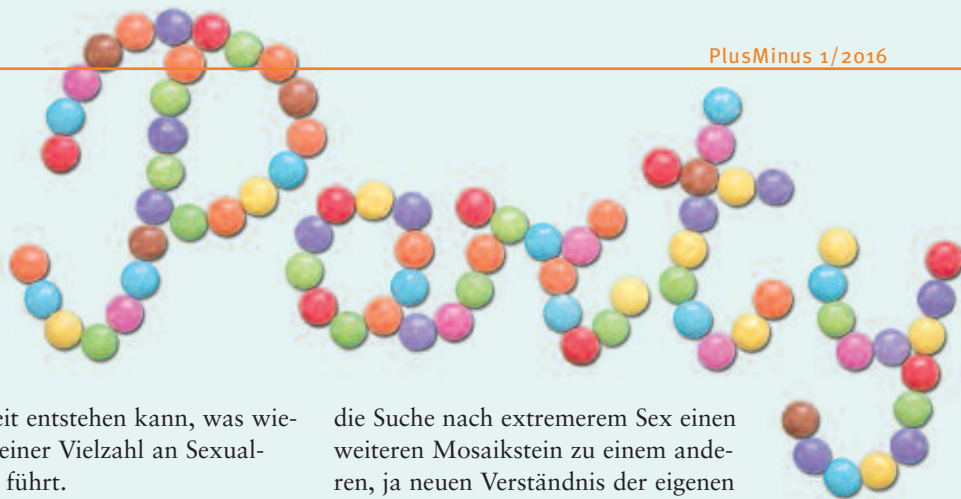 PlusMinus 1/2016
Party
eit entstehen kann, was wie-
einer Vielzahl an Sexual-
führt.
die Suche nach extremerem Sex einen
weiteren Mosaikstein zu einem ande-
ren, ja neuen Verständnis der eigenen